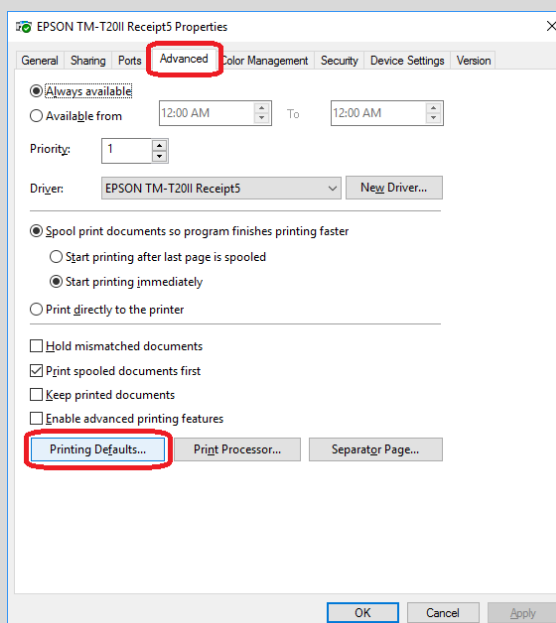 EPSON TM-T20II Receipt5 Properties
General Sharing Ports Advanced Color Management Security Device Settings Version
Always available
Available from 12:00 AM To 12:00 AM
Priority: 1
Driver: EPSON TM-T20II Receipt5 New Driver...
Spool print documents so program finishes printing faster
Start printing after last page is spooled
Start printing immediately
Print directly to the printer
Hold mismatched documents
Print spooled documents first
Keep printed documents
Enable advanced printing features
Printing Defaults... Print Processor... Separator Page...
OK Cancel Apply